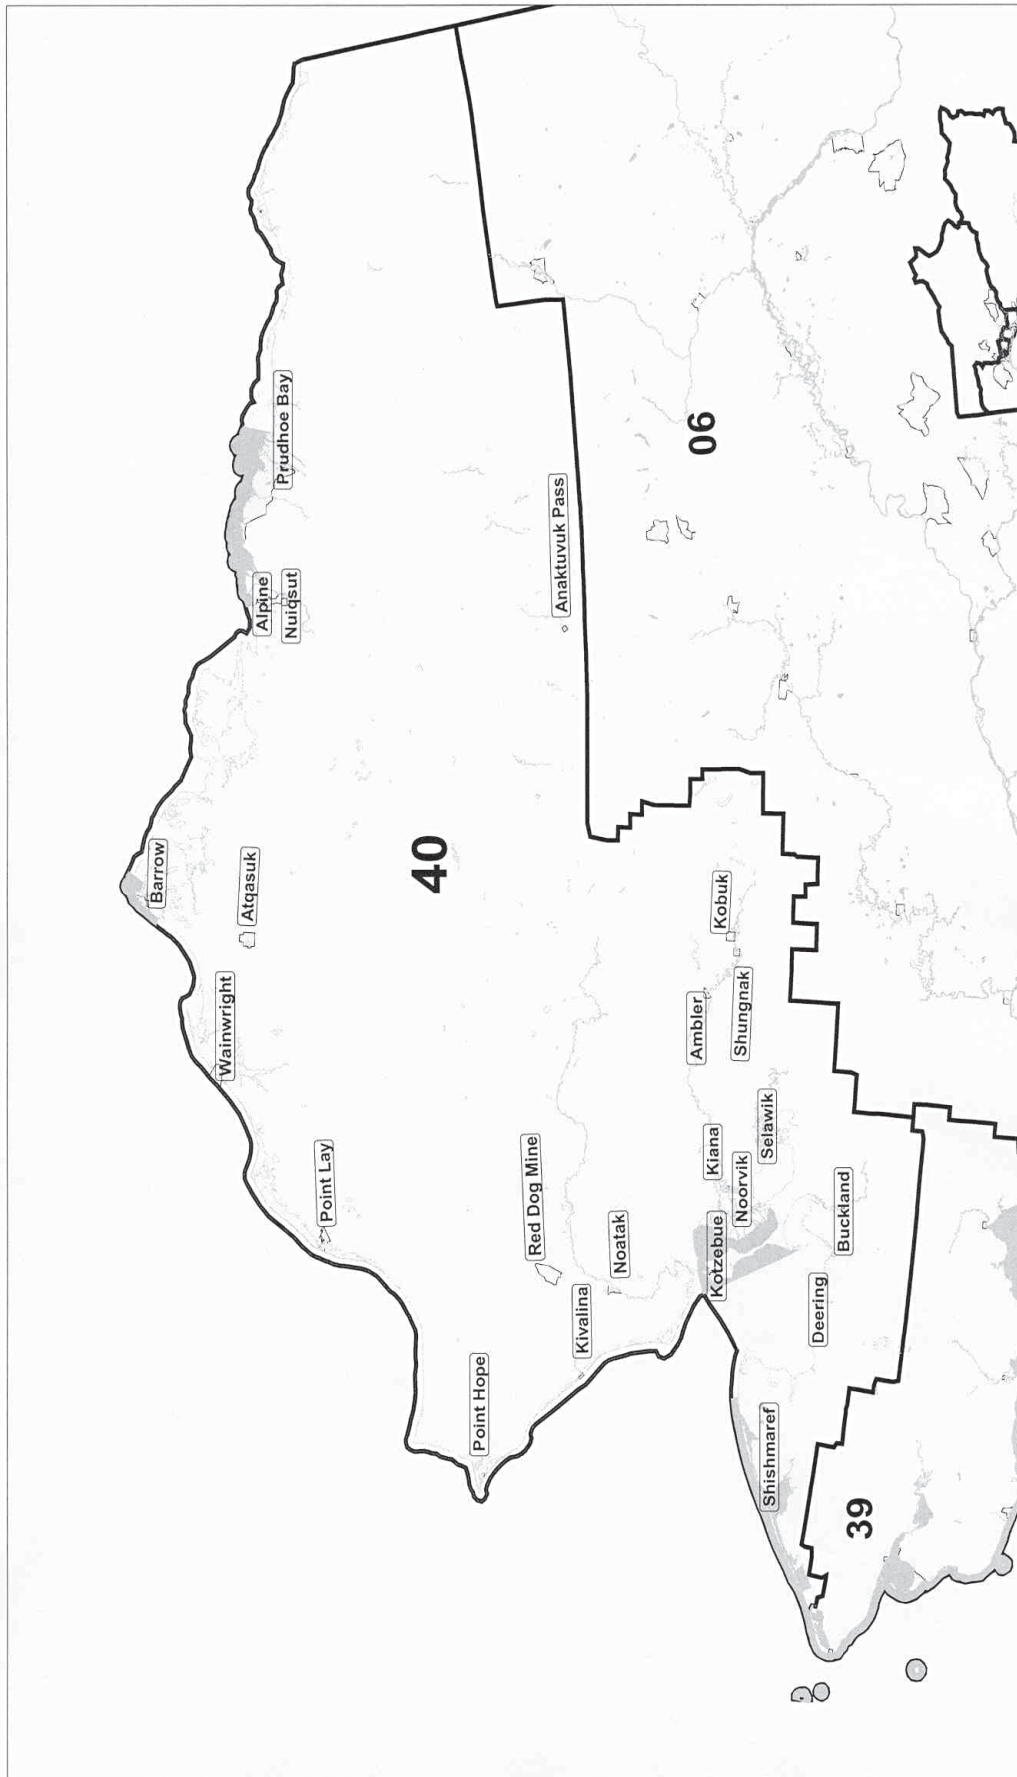 Barrow
Wainwright
Atqasuk
Alpine
Prudhoe Bay
Nuiqsut
Point Lay
40
Point Hope
Red Dog Mine
Anaktuvuk Pass
Kivalina
Noatak
Ambler
06
Kiana
Kotzebue
Kobuk
Noorvik
Shungnak
Selawik
Shishmaref
Deering
Buckland
39